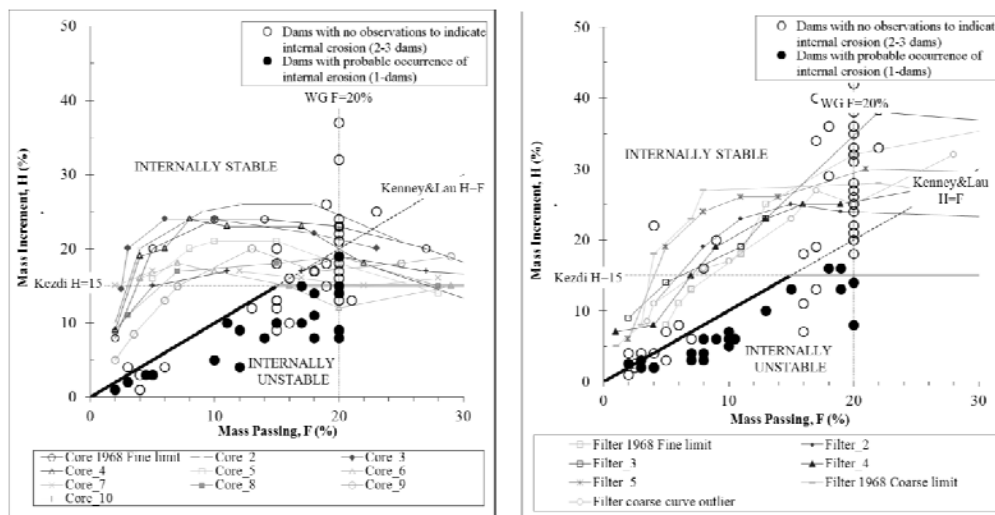 50
40
30
20
10
0
0
10
20
30
Mass Increment, H (%)
Mass Passing, F (%)
Dams with no observations to indicate
internal erosion (2-3 dams)
Dams with probable occurrence of
internal erosion (1-dams)
WG F=20%
INTERNALLY STABLE
Kenney&Lau H=F
Kezdi H=15
INTERNALLY
UNSTABLE
Core 1968 Fine limit
Core_2
Core_3
Core_4
Core_5
Core_6
Core_7
Core_8
Core_9
Core_10
50
40
30
20
10
0
0
10
20
30
Mass Increment, H (%)
Mass Passing, F (%)
Dams with no observations to indicate
internal erosion (2-3 dams)
Dams with probable occurrence of
internal erosion (1-dams)
WG F=20%
INTERNALLY STABLE
Kenney&Lau
H=F
Kezdi H=15
INTERNALLY
UNSTABLE
Filter 1968 Fine limit
Filter_2
Filter_3
Filter_4
Filter_5
Filter 1968 Coarse limit
Filter coarse curve outlier